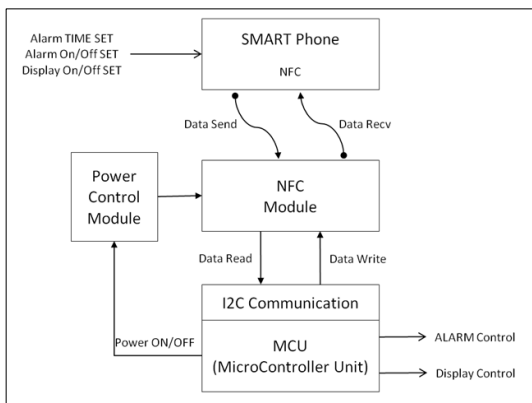 Alarm TIME SET
Alarm On/Off SET
Display On/Off SET
SMART Phone
NFC
Data Send
Data Recv
Power
Control
Module
NFC
Module
Data Read
Data Write
I2C Communication
Power ON/OFF
MCU
(MicroController Unit)
ALARM Control
Display Control